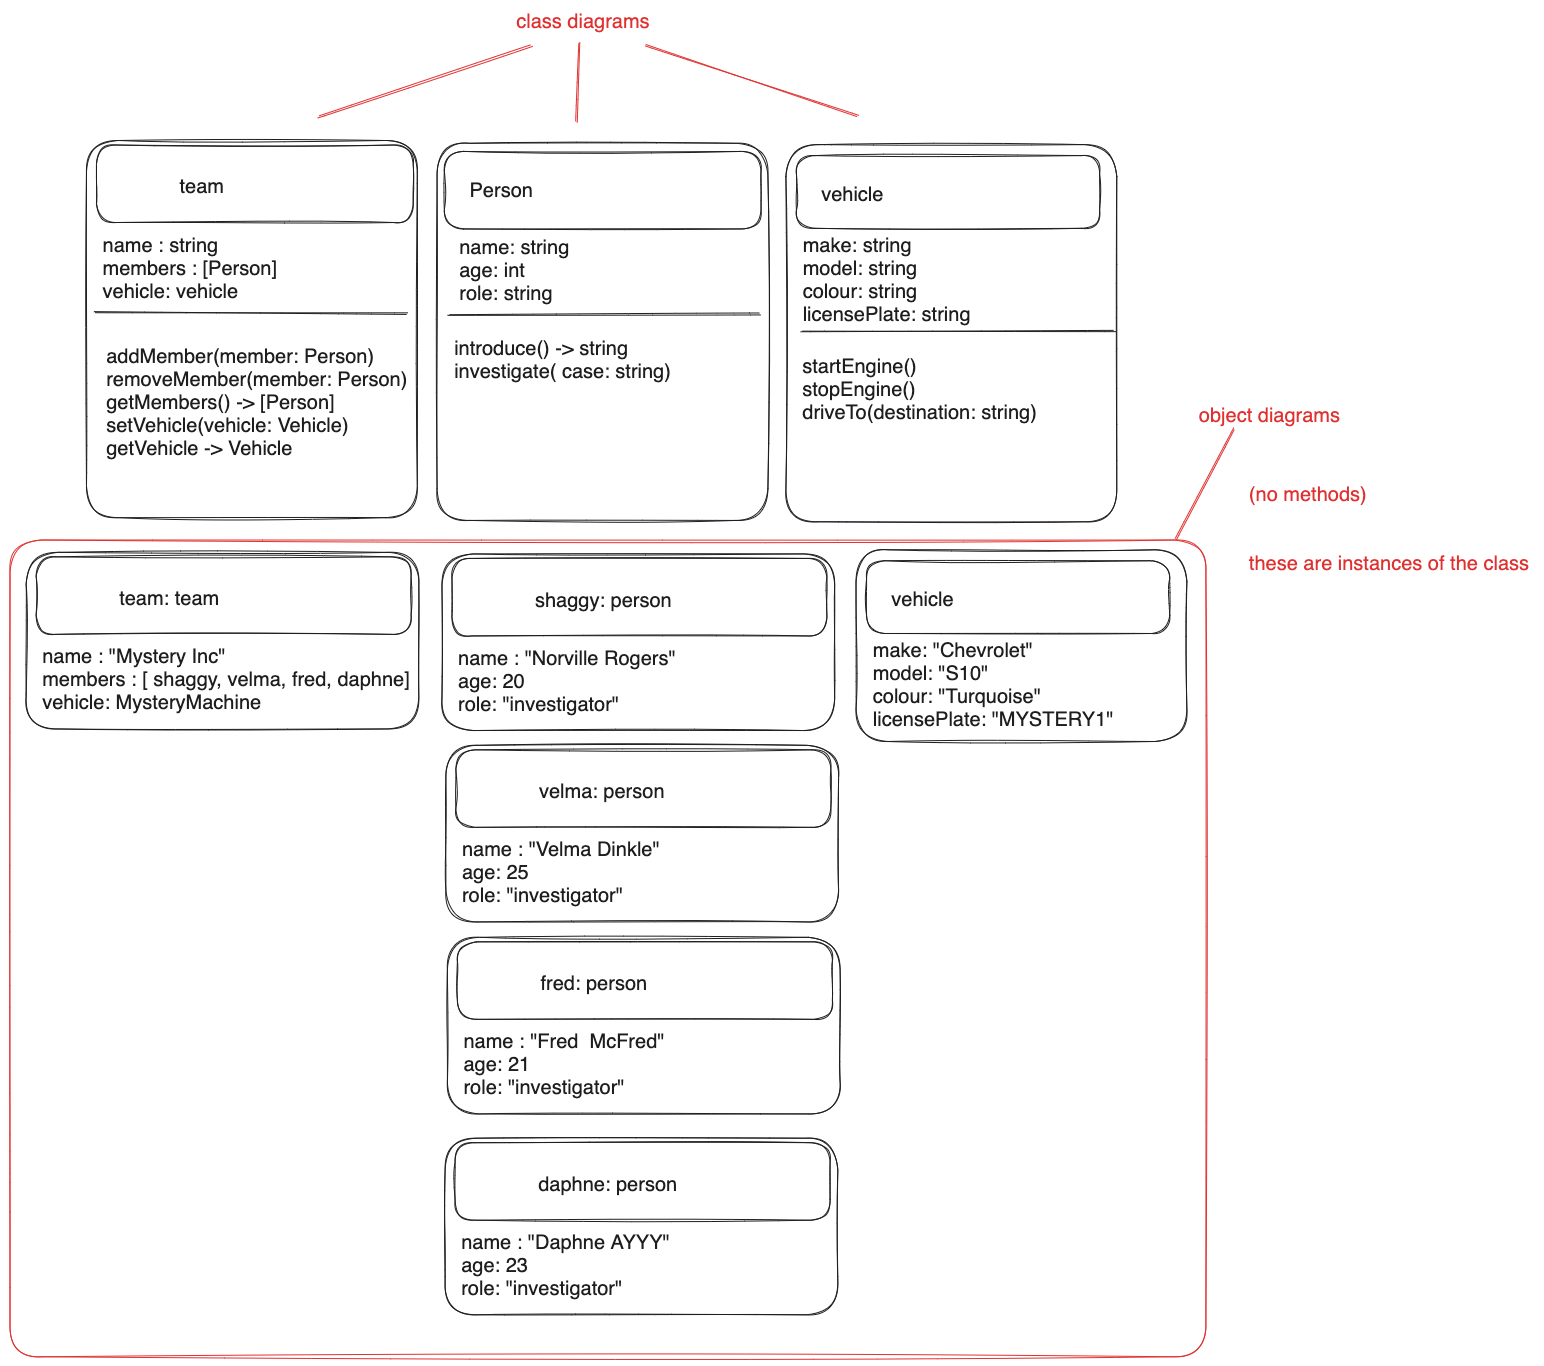 class diagrams
team
name : string
members : [Person]
vehicle: vehicle
addMember(member: Person)
removeMember(member: Person)
getMembers() -> [Person]
setVehicle(vehicle: Vehicle)
getVehicle -> Vehicle
Person
name: string
age: int
role: string
introduce() -> string
investigate( case: string)
vehicle
make: string
model: string
colour: string
licensePlate: string
startEngine()
stopEngine()
driveTo(destination: string)
object diagrams
(no methods)
these are instances of the class
team: team
name : "Mystery Inc"
members : [ shaggy, velma, fred, daphne]
vehicle: MysteryMachine
shaggy: person
name : "Norville Rogers"
age: 20
role: "investigator"
vehicle
make: "Chevrolet"
model: "S10"
colour: "Turquoise"
licensePlate: "MYSTERY1"
velma: person
name : "Velma Dinkle"
age: 25
role: "investigator"
fred: person
name : "Fred  McFred"
age: 21
role: "investigator"
daphne: person
name : "Daphne AYYY"
age: 23
role: "investigator"